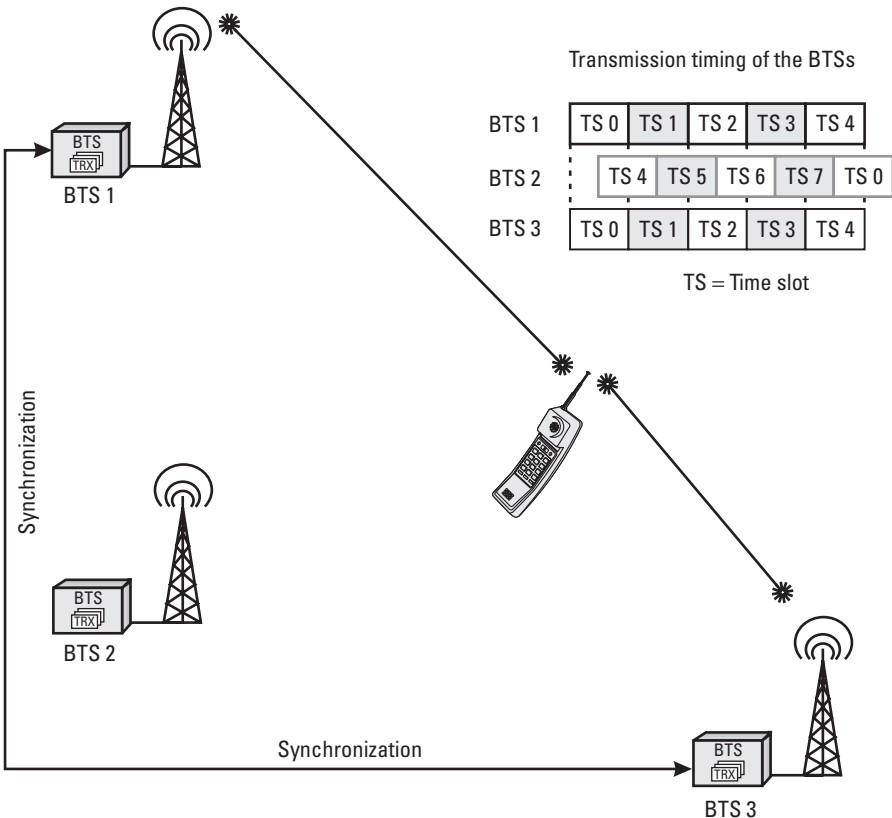 Transmission timing of the BTSs
BTS 1
TS 0 TS 1 TS 2 TS 3 TS 4
BTS 2
TS 4 TS 5 TS 6 TS 7 TS 0
BTS 3
TS 0 TS 1 TS 2 TS 3 TS 4
TS = Time slot
BTS
TRX
BTS 1
Synchronization
BTS
TRX
BTS 2
Synchronization
BTS
TRX
BTS 3